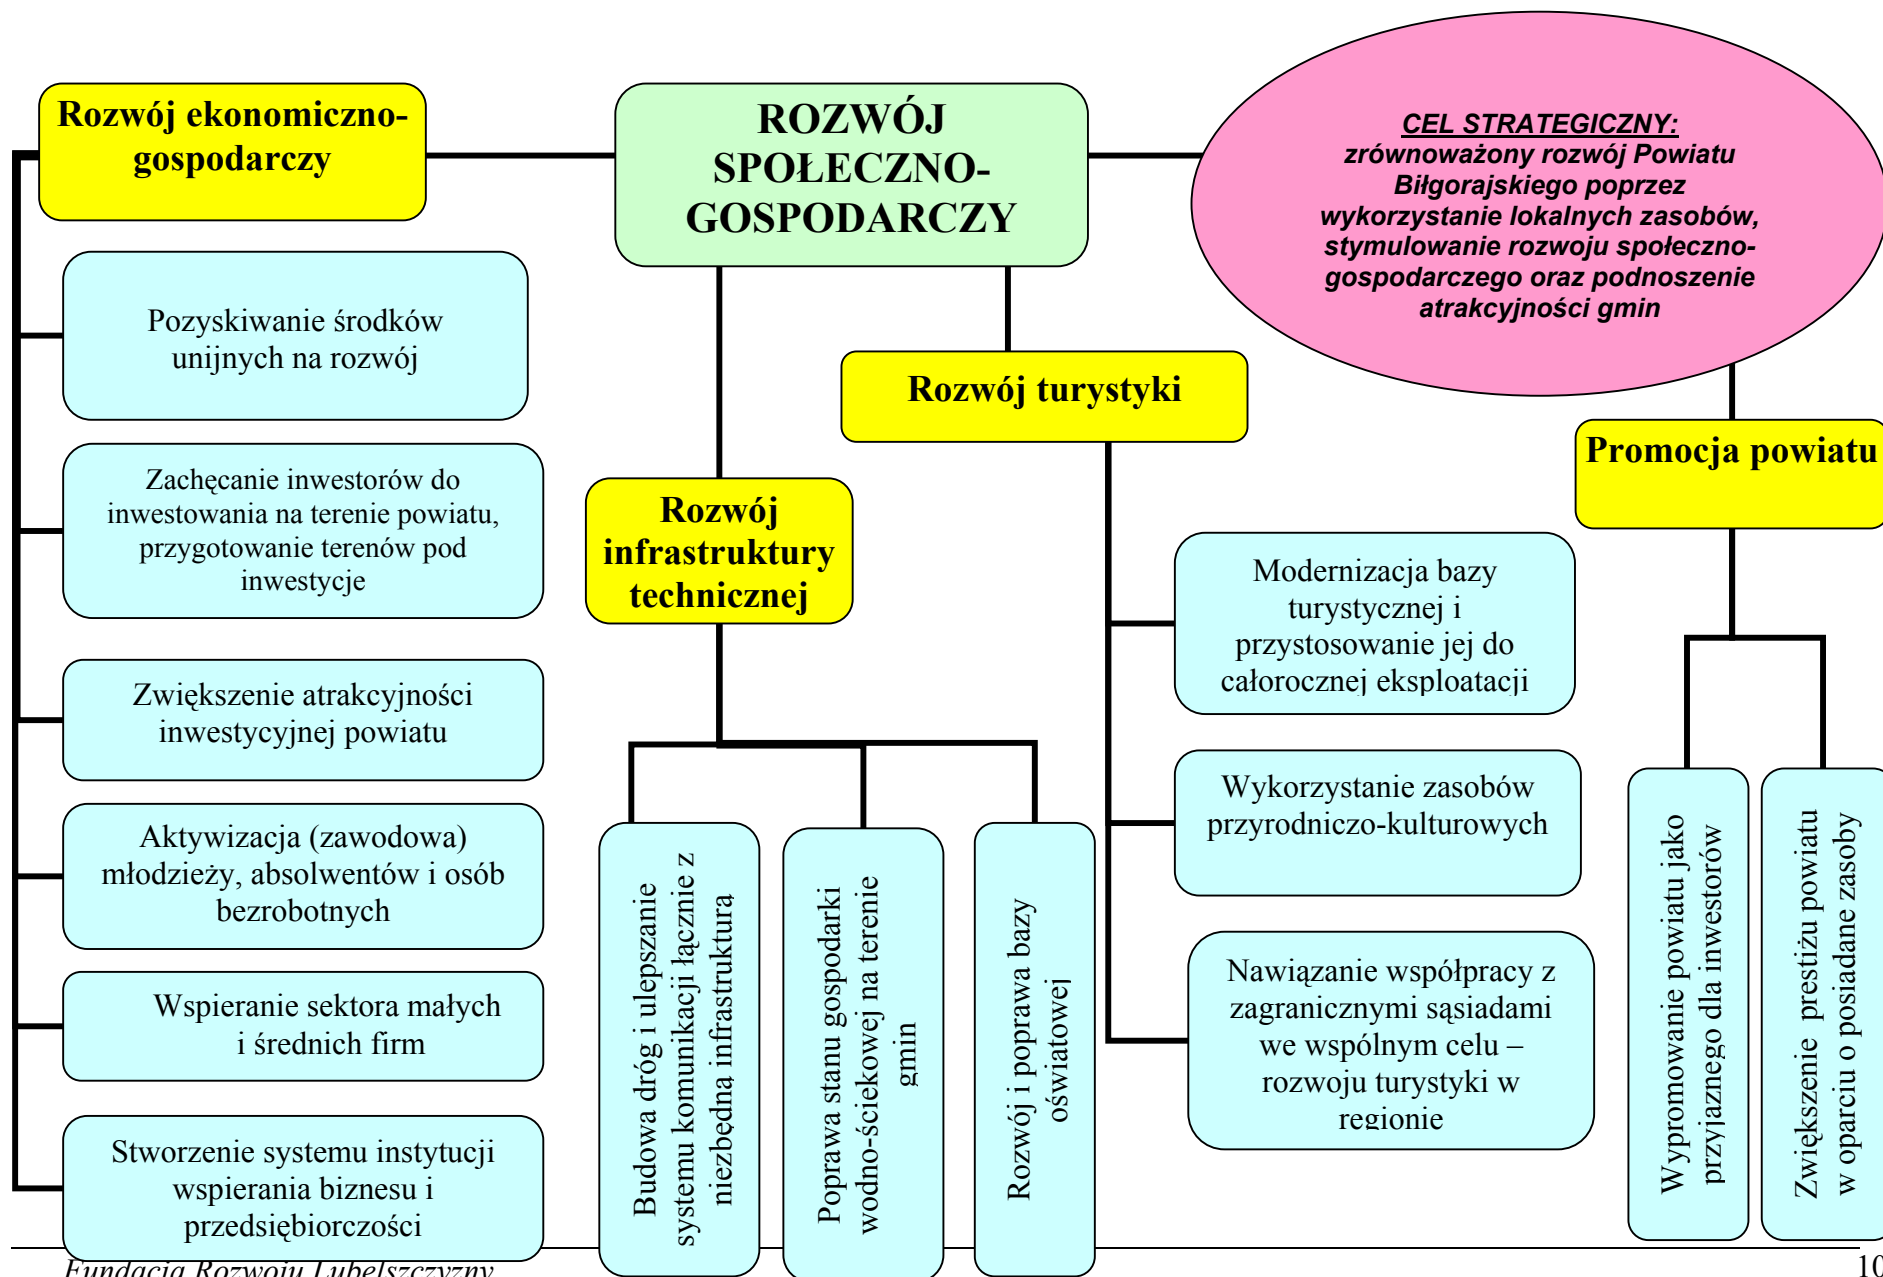 Rozwój ekonomiczno-
gospodarczy
ROZWÓJ
SPOŁECZNO-
GOSPODARCZY
CEL STRATEGICZNY:
zrównoważony rozwój Powiatu
Biłgorajskiego poprzez
wykorzystanie lokalnych zasobów,
stymulowanie rozwoju społeczno-
gospodarczego oraz podnoszenie
atrakcyjności gmin
Pozyskiwanie środków
unijnych na rozwój
Zachęcanie inwestorów do
inwestowania na terenie powiatu,
przygotowanie terenów pod
inwestycje
Zwiększenie atrakcyjności
inwestycyjnej powiatu
Aktywizacja (zawodowa)
młodzieży, absolwentów i osób
bezrobotnych
Wspieranie sektora małych
i średnich firm
Stworzenie systemu instytucji
wspierania biznesu i
przedsiębiorczości
Rozwój
infrastruktury
technicznej
Budowa dróg i ulepszanie
systemu komunikacji łącznie z
niezbędną infrastrukturą
Poprawa stanu gospodarki
wodno-ściekowej na terenie
gmin
Rozwój i poprawa bazy
oświatowej
Rozwój turystyki
Modernizacja bazy
turystycznej i
przystosowanie jej do
całorocznej eksploatacji
Wykorzystanie zasobów
przyrodniczo-kulturowych
Nawiązanie współpracy z
zagranicznymi sąsiadami
we wspólnym celu –
rozwoju turystyki w
regionie
Promocja powiatu
Wypromowanie powiatu jako
przyjaznego dla inwestorów
Zwiększenie prestiżu powiatu
w oparciu o posiadane zasoby
Fundacja Rozwoju Lubelszczyzny
10